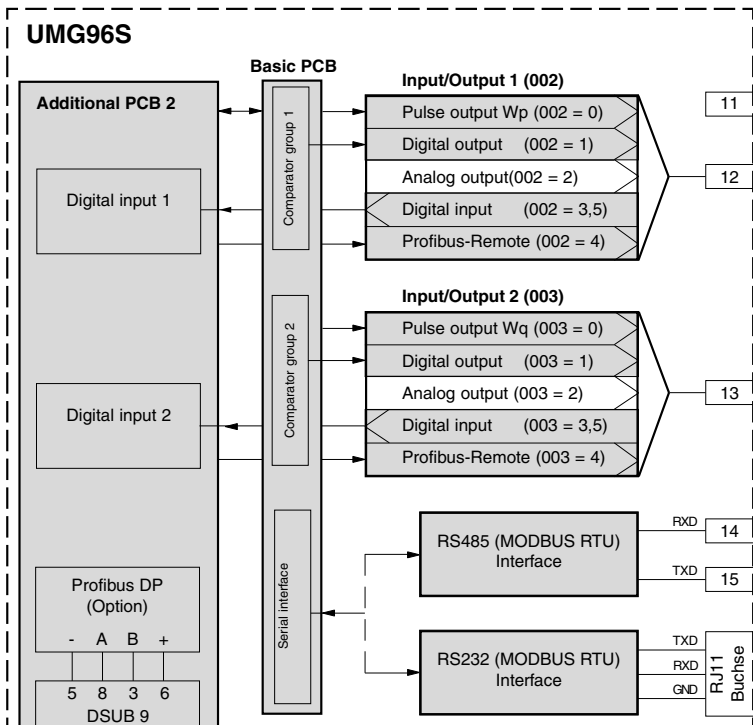 UMG96S
Basic PCB
Additional PCB 2
Digital input 1
Digital input 2
Profibus DP
(Option)
- A B +
5 8 3 6
DSUB 9
Comparator group 1
Comparator group 2
Serial interface
Input/Output 1 (002)
Pulse output Wp (002 = 0)
Digital output (002 = 1)
Analog output(002 = 2)
Digital input (002 = 3,5)
Profibus-Remote (002 = 4)
11
12
Input/Output 2 (003)
Pulse output Wq (003 = 0)
Digital output (003 = 1)
Analog output (003 = 2)
Digital input (003 = 3,5)
Profibus-Remote (003 = 4)
13
RS485 (MODBUS RTU)
Interface
RXD 14
TXD 15
RS232 (MODBUS RTU)
Interface
TXD
RXD
GND
RJ11
Buchse